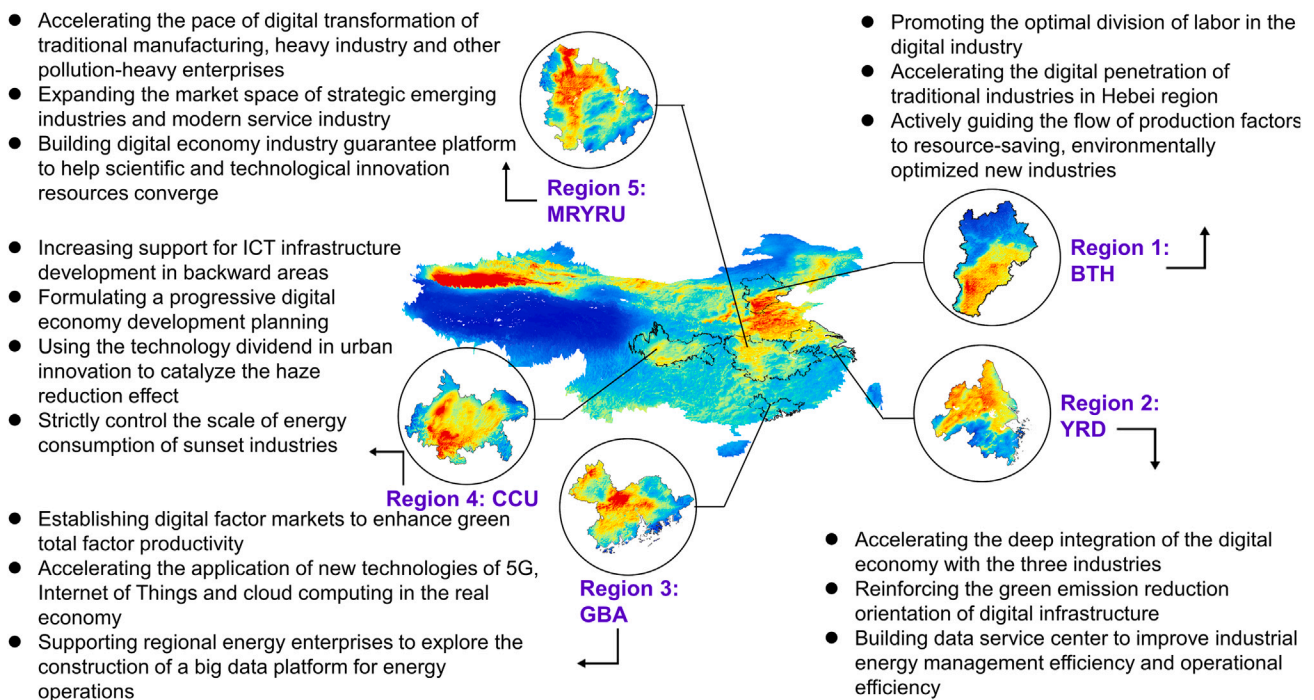 ● Accelerating the pace of digital transformation of
traditional manufacturing, heavy industry and other
pollution-heavy enterprises
● Expanding the market space of strategic emerging
industries and modern service industry
● Building digital economy industry guarantee platform
to help scientific and technological innovation
resources converge
Region 5:
MRYRU
● Promoting the optimal division of labor in the
digital industry
● Accelerating the digital penetration of
traditional industries in Hebei region
● Actively guiding the flow of production factors
to resource-saving, environmentally
optimized new industries
Region 1:
BTH
● Increasing support for ICT infrastructure
development in backward areas
● Formulating a progressive digital
economy development planning
● Using the technology dividend in urban
innovation to catalyze the haze
reduction effect
● Strictly control the scale of energy
consumption of sunset industries
Region 4: CCU
Region 2:
YRD
● Establishing digital factor markets to enhance green
total factor productivity
● Accelerating the application of new technologies of 5G,
Internet of Things and cloud computing in the real
economy
● Supporting regional energy enterprises to explore the
construction of a big data platform for energy
operations
Region 3:
GBA
● Accelerating the deep integration of the digital
economy with the three industries
● Reinforcing the green emission reduction
orientation of digital infrastructure
● Building data service center to improve industrial
energy management efficiency and operational
efficiency